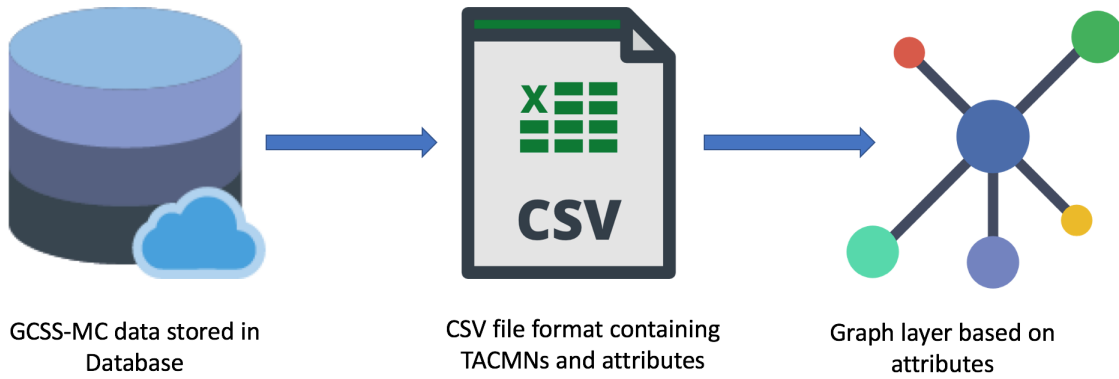 X
CSV
GCSS-MC data stored in
Database
CSV file format containing
TACMNs and attributes
Graph layer based on
attributes